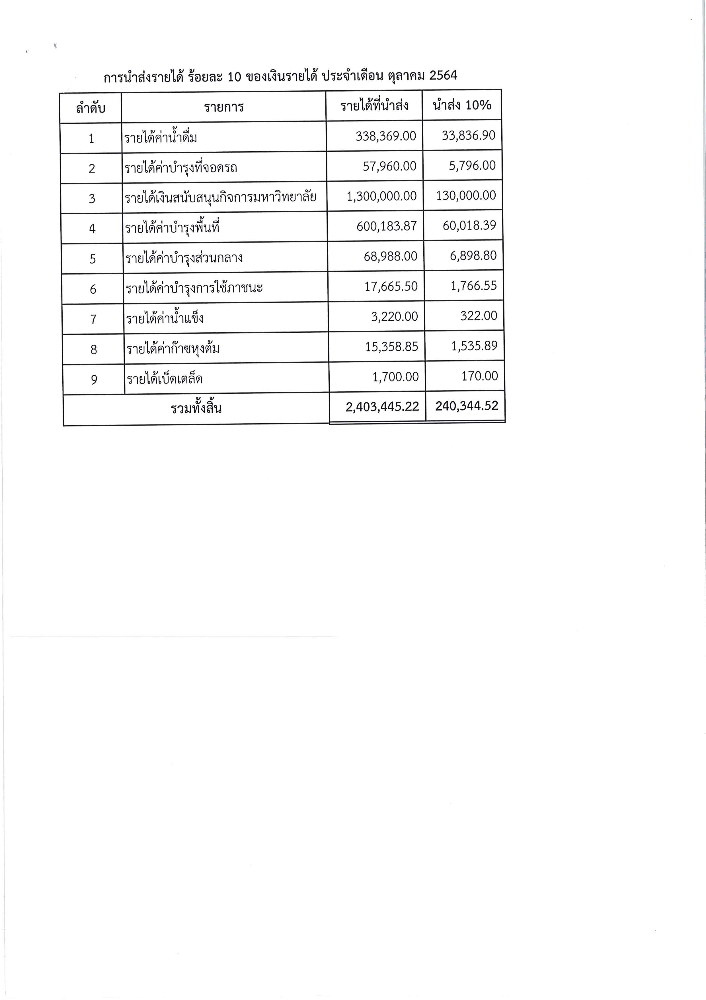 การนำส่งรายได้ ร้อยละ 10 ของเงินรายได้ ประจำเดือน ตุลาคม 2564
ลำดับ รายการ รายได้ที่นำส่ง นำส่ง 10%
1 รายได้ค่าน้ำดื่ม 338,369.00 33,836.90
2 รายได้ค่าบำรุงที่จอดรถ 57,960.00 5,796.00
3 รายได้เงินสนับสนุนกิจการมหาวิทยาลัย 1,300,000.00 130,000.00
4 รายได้ค่าบำรุงพื้นที่ 600,183.87 60,018.39
5 รายได้ค่าบำรุงส่วนกลาง 68,988.00 6,898.80
6 รายได้ค่าบำรุงการใช้ภาชนะ 17,665.50 1,766.55
7 รายได้ค่าน้ำแข็ง 3,220.00 322.00
8 รายได้ค่าก๊าซหุงต้ม 15,358.85 1,535.89
9 รายได้เบ็ดเตล็ด 1,700.00 170.00
รวมทั้งสิ้น 2,403,445.22 240,344.52